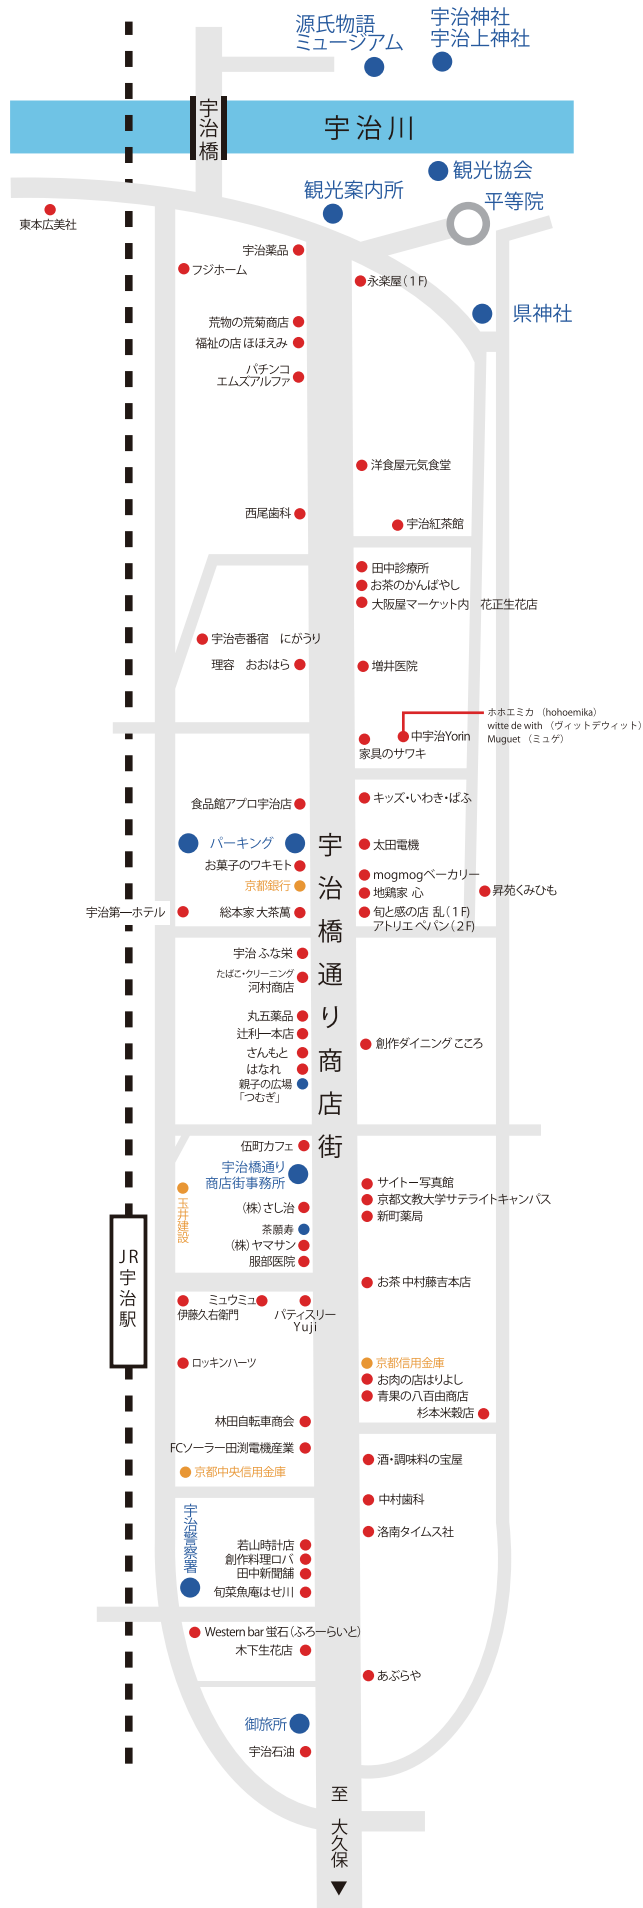 源氏物語
ミュージアム
宇治神社
宇治上神社
宇治橋
宇治川
観光協会
観光案内所
平等院
東本広美社
宇治薬品
フジホーム
永楽屋(1F)
県神社
荒物の荒菊商店
福祉の店 ほほえみ
パチンコ
エムズアルファ
洋食屋元気食堂
西尾歯科
宇治紅茶館
田中診療所
お茶のかんばやし
大阪屋マーケット内　花正生花店
宇治壱番宿　にがうり
理容　おおはら
増井医院
ホホエミカ (hohoemika)
witte de with (ヴィットデウィット)
Muguet (ミュゲ)
中宇治Yorin
家具のサワキ
食品館アプロ宇治店
キッズ・いわき・ぱふ
パーキング
宇治橋通り商店街
太田電機
お菓子のワキモト
mogmogベーカリー
京都銀行
地鶏家 心
昇苑くみひも
宇治第一ホテル
総本家 大茶萬
旬と感の店 乱(1F)
アトリエ ペパン(2F)
宇治 ふな栄
たばこ・クリーニング
河村商店
丸五薬品
辻利一本店
創作ダイニング こころ
さんもと
はなれ
親子の広場
「つむぎ」
伍町カフェ
宇治橋通り
商店街事務所
サイトー写真館
玉井建設
京都文教大学サテライトキャンパス
(株)さし治
新町薬局
茶願寿
(株)ヤマサン
服部医院
JR宇治駅
お茶 中村藤吉本店
ミュウミュウ
伊藤久右衛門
パティスリー
Yuji
ロッキンハーツ
京都信用金庫
お肉の店はりよし
青果の八百由商店
杉本米穀店
林田自転車商会
FCソーラー田渕電機産業
酒・調味料の宝屋
京都中央信用金庫
中村歯科
宇治警察署
洛南タイムス社
若山時計店
創作料理ロバ
田中新聞舗
旬菜魚庵はせ川
Western bar 蛍石(ふろーらいと)
木下生花店
あぶらや
御旅所
宇治石油
至　大久保